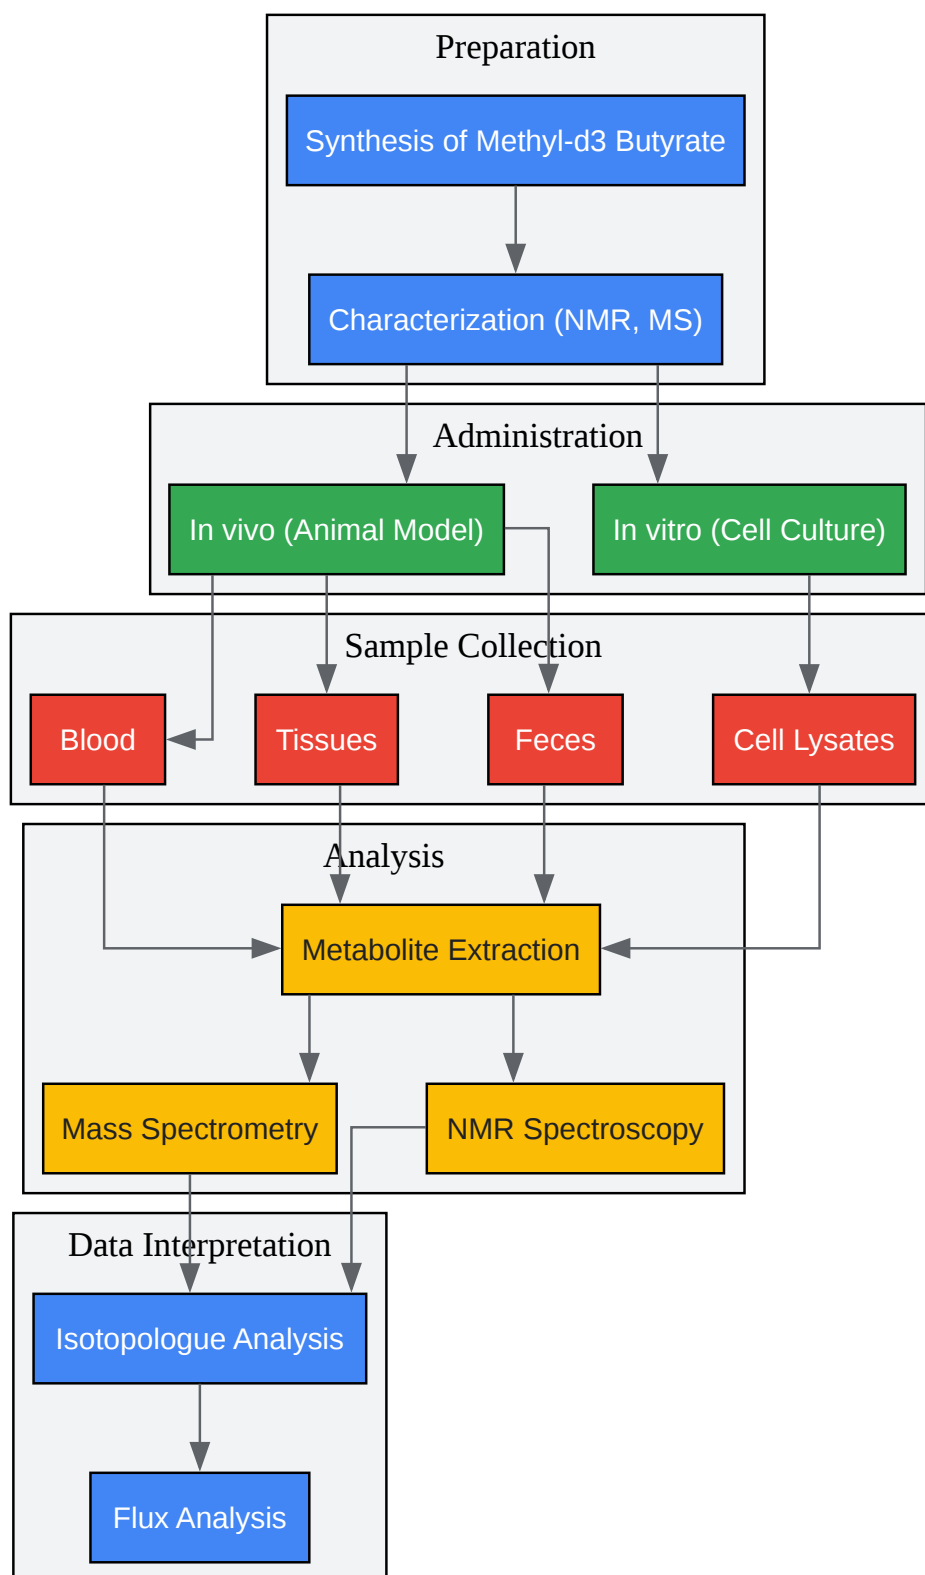 Preparation
Synthesis of Methyl-d3 Butyrate
Characterization (NMR, MS)
Administration
In vivo (Animal Model)
In vitro (Cell Culture)
Sample Collection
Blood
Tissues
Feces
Cell Lysates
Analysis
Metabolite Extraction
Mass Spectrometry
NMR Spectroscopy
Data Interpretation
Isotopologue Analysis
Flux Analysis